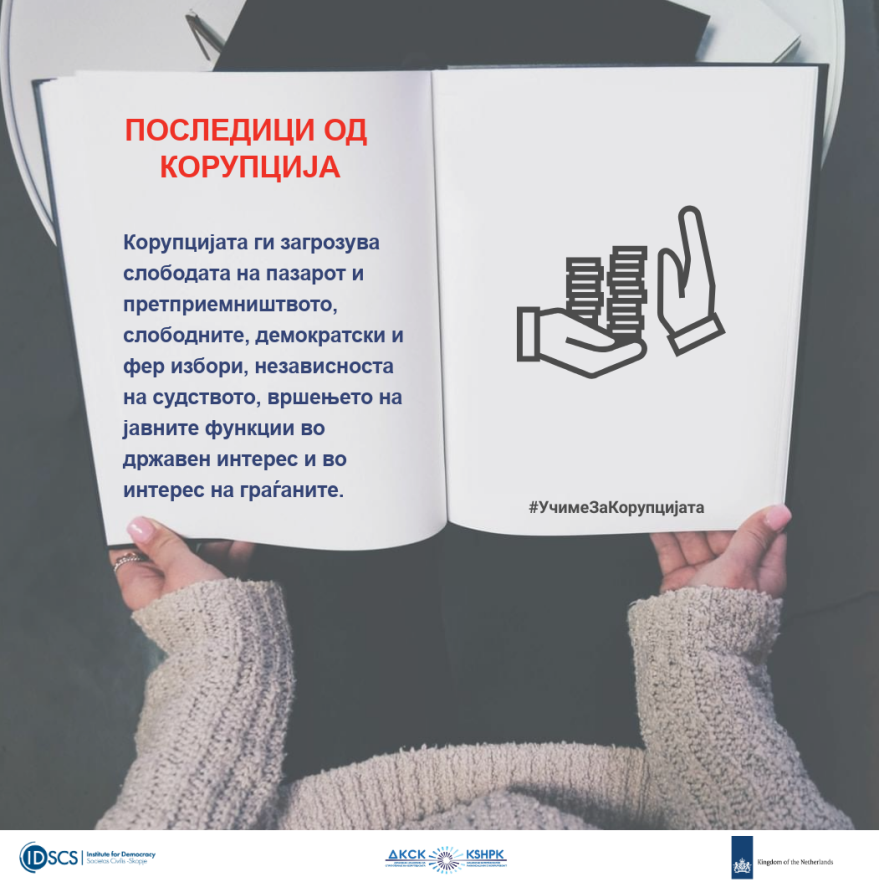 ПОСЛЕДИЦИ ОД
КОРУПЦИЈА
Корупцијата ги загрозува
слободата на пазарот и
претприемништвото,
слободните, демократски и
фер избори, независноста
на судството, вршењето на
јавните функции во
државен интерес и во
интерес на граѓаните.
#УчимеЗаКорупцијата
IDSCS
Institute for Democracy
Societas Civilis - Skopje
ДКСК KSHPK
Kingdom of the Netherlands